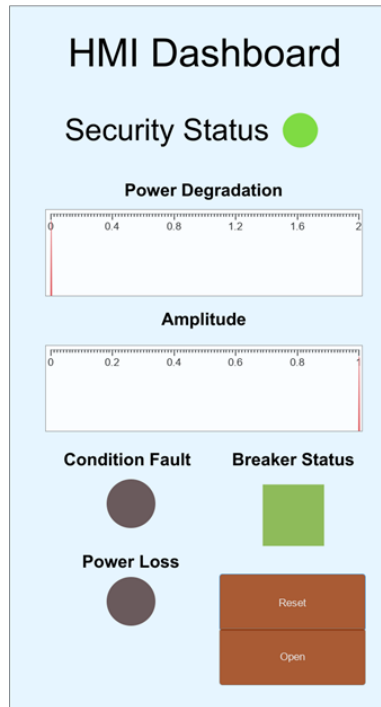 HMI Dashboard
Security Status
Power Degradation
0 0.4 0.8 1.2 1.6 2
Amplitude
0 0.2 0.4 0.6 0.8 1
Condition Fault Breaker Status
Power Loss
Reset
Open